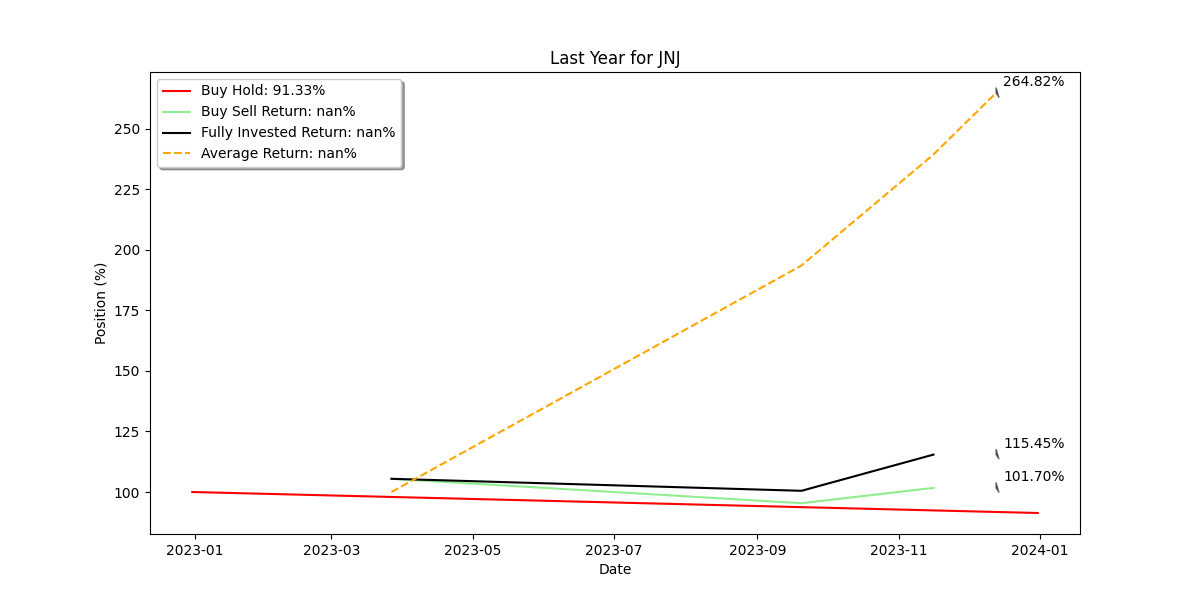 Last Year for JNJ
Buy Hold: 91.33%
Buy Sell Return: nan%
Fully Invested Return: nan%
Average Return: nan%
264.82%
115.45%
101.70%
Position (%)
250
225
200
175
150
125
100
2023-01 2023-03 2023-05 2023-07 2023-09 2023-11 2024-01
Date